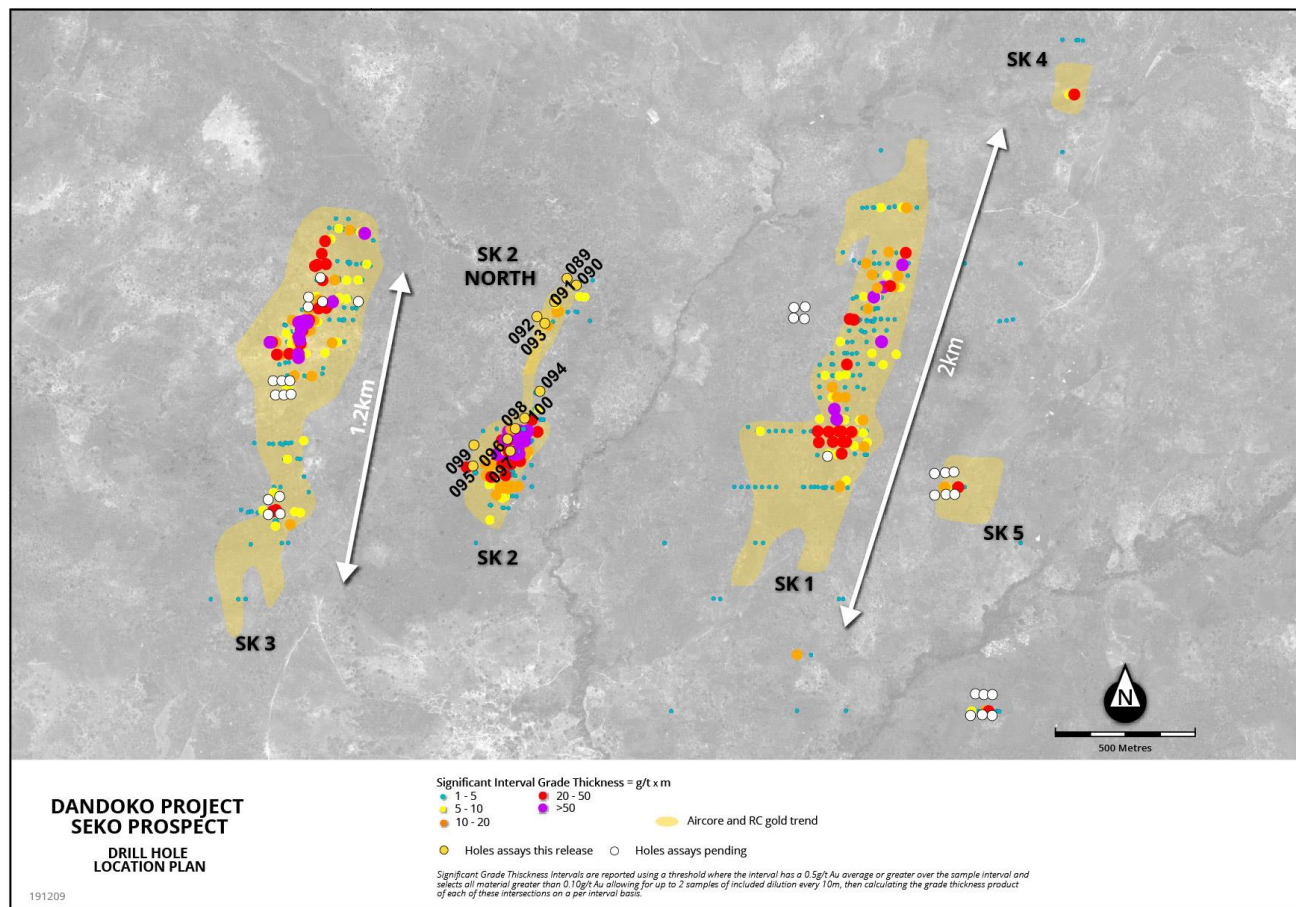 SK 4
SK 2
NORTH
089
090
091
092
093
094
098
100
099
096
095
097
1.2km
2km
SK 5
SK 2
SK 1
SK 3
N
500 Metres
DANDOKO PROJECT
SEKO PROSPECT
DRILL HOLE
LOCATION PLAN
191209
Significant Interval Grade Thickness = g/t x m
1 - 5
20 - 50
5 - 10
>50
10 - 20
Aircore and RC gold trend
Holes assays this release
Holes assays pending
Significant Grade Thisckness Intervals are reported using a threshold where the interval has a 0.5g/t Au average or greater over the sample interval and
selects all material greater than 0.10g/t Au allowing for up to 2 samples of included dilution every 10m, then calculating the grade thickness product
of each of these intersections on a per interval basis.